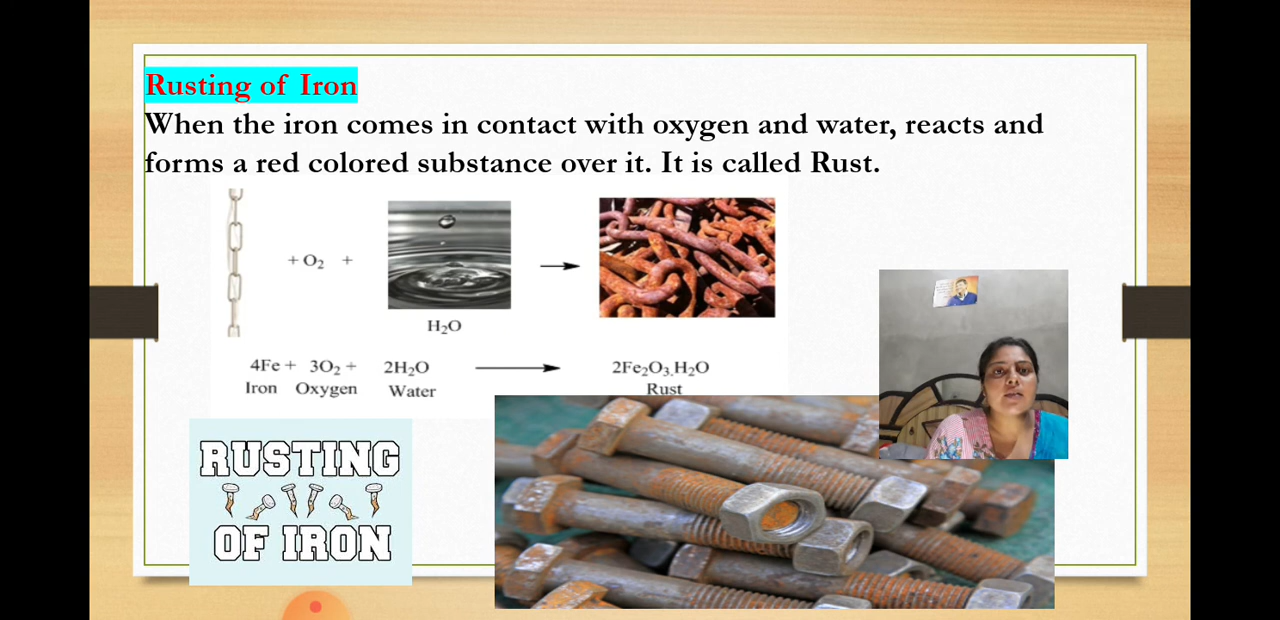 Rusting of Iron
When the iron comes in contact with oxygen and water, reacts and
forms a red colored substance over it. It is called Rust.
+ O₂ +
H₂O
4Fe + 3O₂ + 2H₂O 2Fe₂O₃.H₂O
Iron Oxygen Water Rust
RUSTING
OF IRON